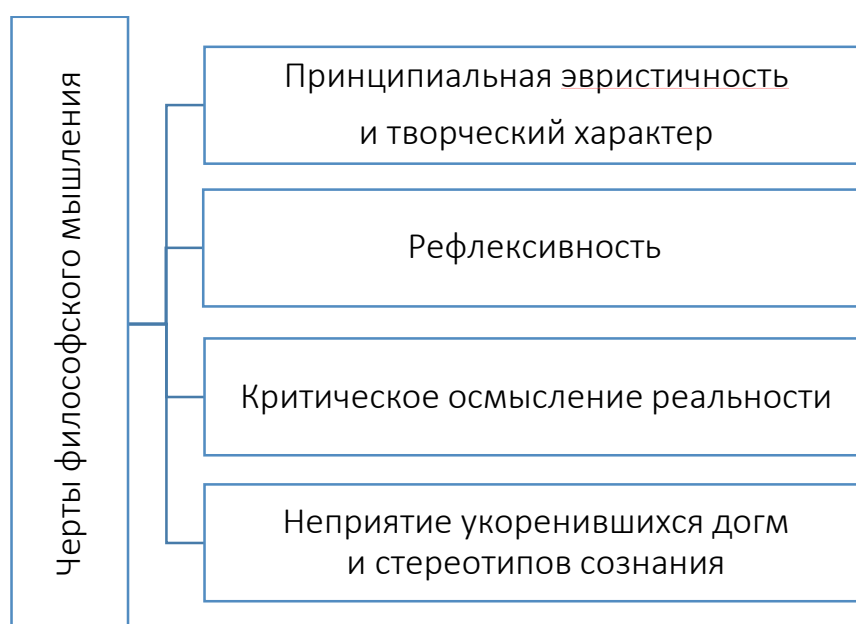 Черты философского мышления
Принципиальная эвристичность
и творческий характер
Рефлексивность
Критическое осмысление реальности
Неприятие укоренившихся догм
и стереотипов сознания